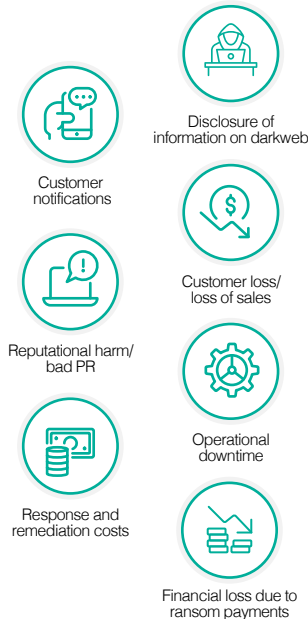 Disclosure of
information on darkweb
Customer
notifications
Customer loss/
loss of sales
Reputational harm/
bad PR
Operational
downtime
Response and
remediation costs
Financial loss due to
ransom payments